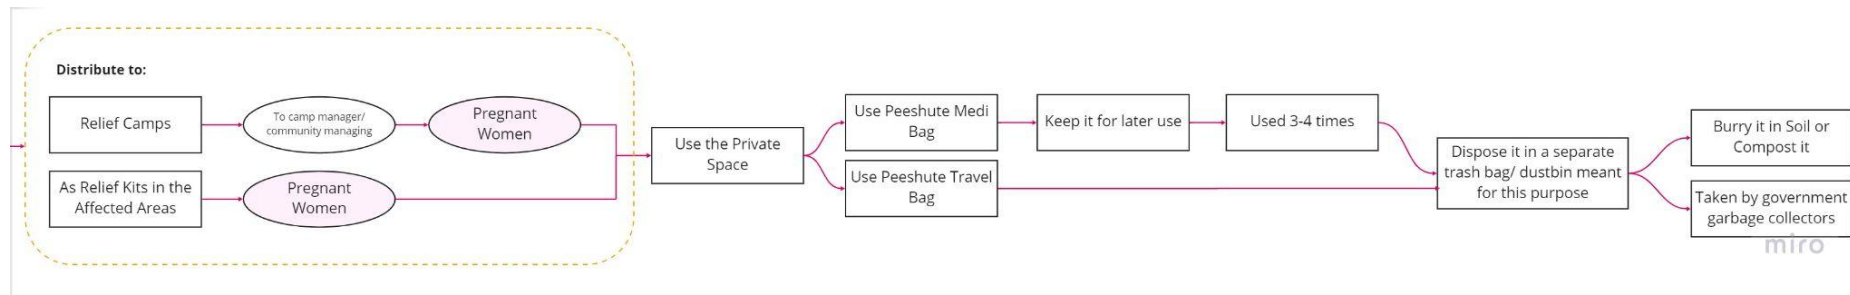 Distribute to:
Relief Camps
To camp manager/
community managing
Pregnant
Women
As Relief Kits in the
Affected Areas
Pregnant
Women
Use the Private
Space
Use Peeshute Medi
Bag
Keep it for later use
Used 3-4 times
Use Peeshute Travel
Bag
Dispose it in a separate
trash bag/ dustbin meant
for this purpose
Burry it in Soil or
Compost it
Taken by government
garbage collectors
miro